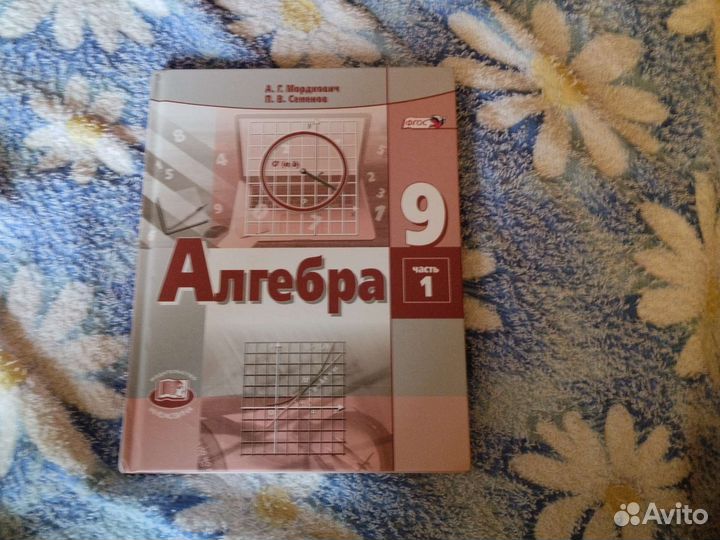 А. Г. Мордкович
П. В. Семенов
ФГОС
Алгебра
9
часть
1
Avito